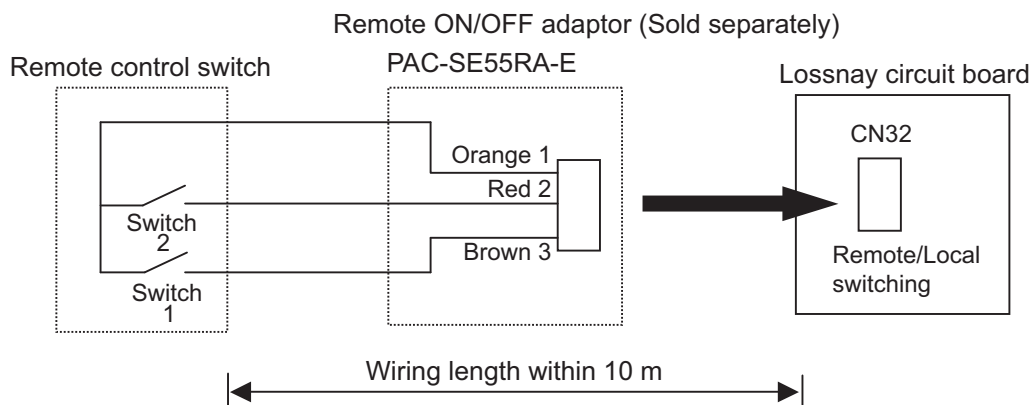 Remote ON/OFF adaptor (Sold separately)
Remote control switch
PAC-SE55RA-E
Lossnay circuit board
Orange 1
Red 2
Brown 3
Switch
2
Switch
1
CN32
Remote/Local
switching
Wiring length within 10 m